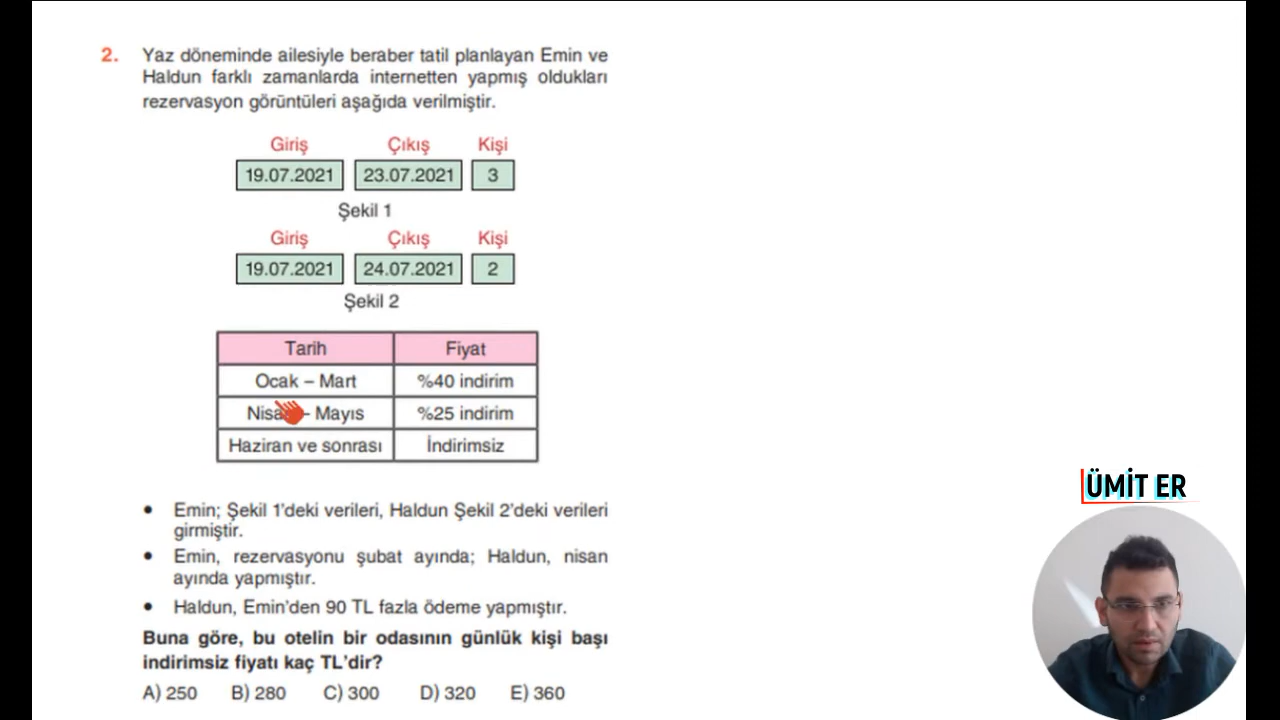 2. Yaz döneminde ailesiyle beraber tatil planlayan Emin ve
Haldun farklı zamanlarda internetten yapmış oldukları
rezervasyon görüntüleri aşağıda verilmiştir.
Giriş Çıkış Kişi
19.07.2021 23.07.2021 3
Şekil 1
Giriş Çıkış Kişi
19.07.2021 24.07.2021 2
Şekil 2
Tarih Fiyat
Ocak – Mart %40 indirim
– Mayıs %25 indirim
Haziran ve sonrası İndirimsiz
• Emin; Şekil 1'deki verileri, Haldun Şekil 2'deki verileri
girmiştir.
• Emin, rezervasyonu şubat ayında; Haldun, nisan
ayında yapmıştır.
• Haldun, Emin'den 90 TL fazla ödeme yapmıştır.
Buna göre, bu otelin bir odasının günlük kişi başı
indirimsiz fiyatı kaç TL'dir?
A) 250 B) 280 C) 300 D) 320 E) 360
ÜMİT ER